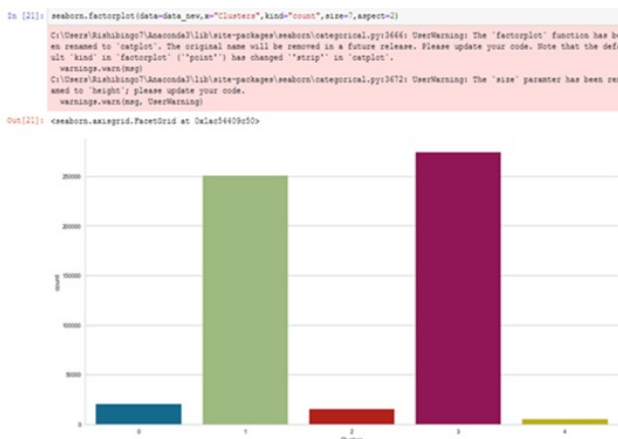 In [21]: seaborn.factorplot(data=data_new,x="Clusters",kind="count",size=7,aspect=2)
C:\Users\Rishibingo7\Anaconda3\lib\site-packages\seaborn\categorical.py:3666: UserWarning: The `factorplot` function has be
en renamed to `catplot`. The original name will be removed in a future release. Please update your code. Note that the defa
ult `kind` in `factorplot` (`'point'`) has changed `'strip'` in `catplot`.
warnings.warn(msg)
C:\Users\Rishibingo7\Anaconda3\lib\site-packages\seaborn\categorical.py:3672: UserWarning: The `size` paramter has been ren
amed to `height`; please update your code.
warnings.warn(msg, UserWarning)
Out[21]: <seaborn.axisgrid.FacetGrid at 0x1ac54409c50>
250000
200000
150000
100000
50000
0
count
0 1 2 3 4